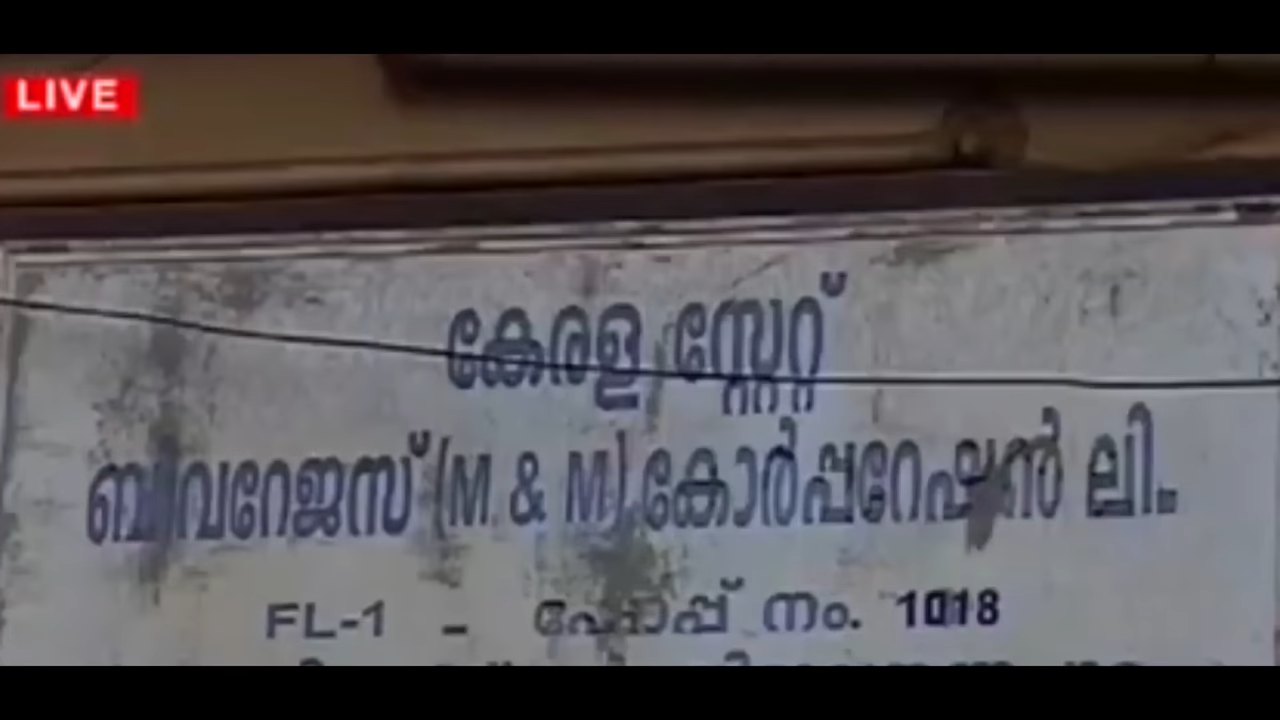 LIVE
കേരള സ്റ്റേറ്റ്
ബിവറേജസ് (M & M) കോർപ്പറേഷൻ ലി.
FL-1 - ഷോപ്പ് നം. 1018